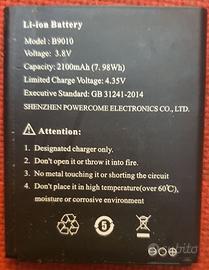 Li-ion Battery
Model: B9010
Voltage: 3.8V
Capacity: 2100mAh(7.98Wh)
Limited Charge Voltage: 4.35V
Executive Standard: GB 31241-2014
SHENZHEN POWERCOME ELECTRONICS CO., LTD.
Attention:
1. Designated charger only.
2. Don't open it or throw it into fire.
3. No metal touching it or shorting the circuit.
4. Don't place it in high temperature(over 60℃),
moisture or corrosive environment
5
subito